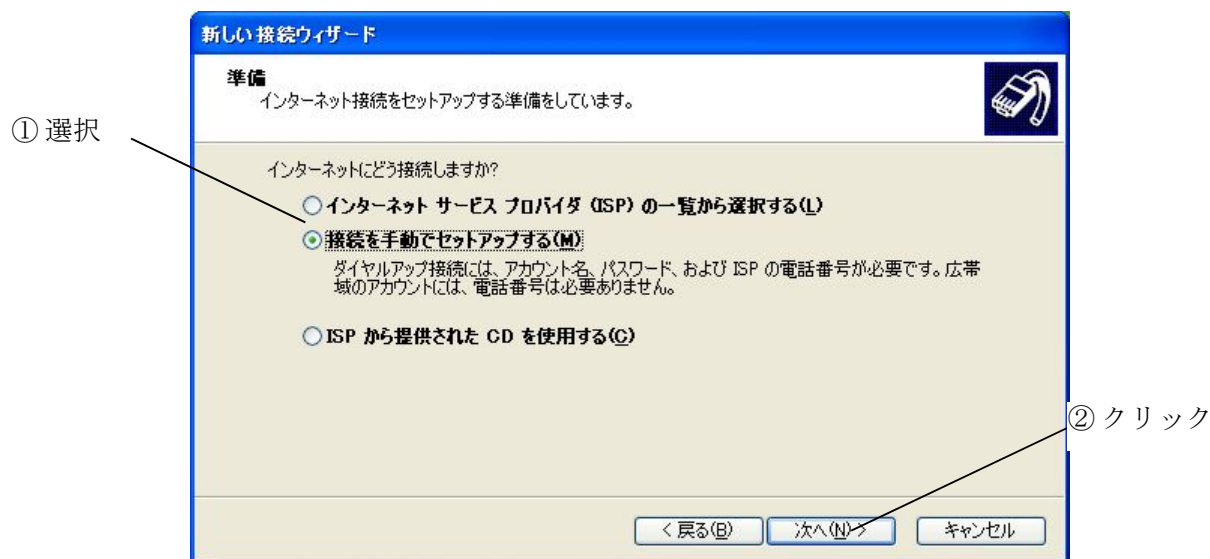 新しい接続ウィザード
準備
インターネット接続をセットアップする準備をしています。
① 選択
インターネットにどう接続しますか?
インターネット サービス プロバイダ (ISP) の一覧から選択する(L)
接続を手動でセットアップする(M)
ダイヤルアップ接続には、アカウント名、パスワード、および ISP の電話番号が必要です。広帯
域のアカウントには、電話番号は必要ありません。
ISP から提供された CD を使用する(C)
② クリック
< 戻る(B)
次へ(N) >
キャンセル